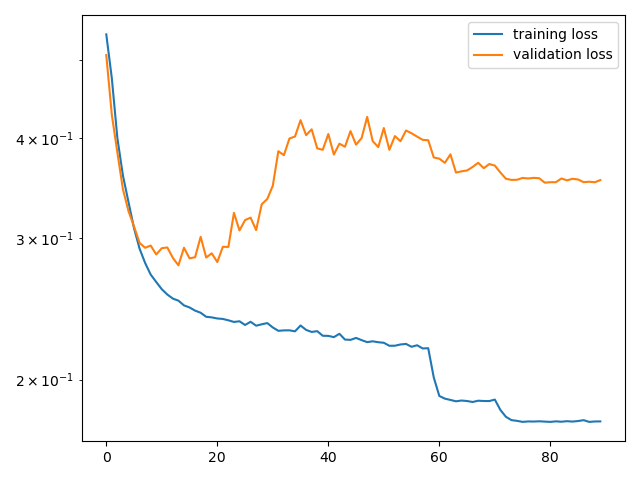 training loss
validation loss
4 × 10⁻¹
3 × 10⁻¹
2 × 10⁻¹
0 20 40 60 80